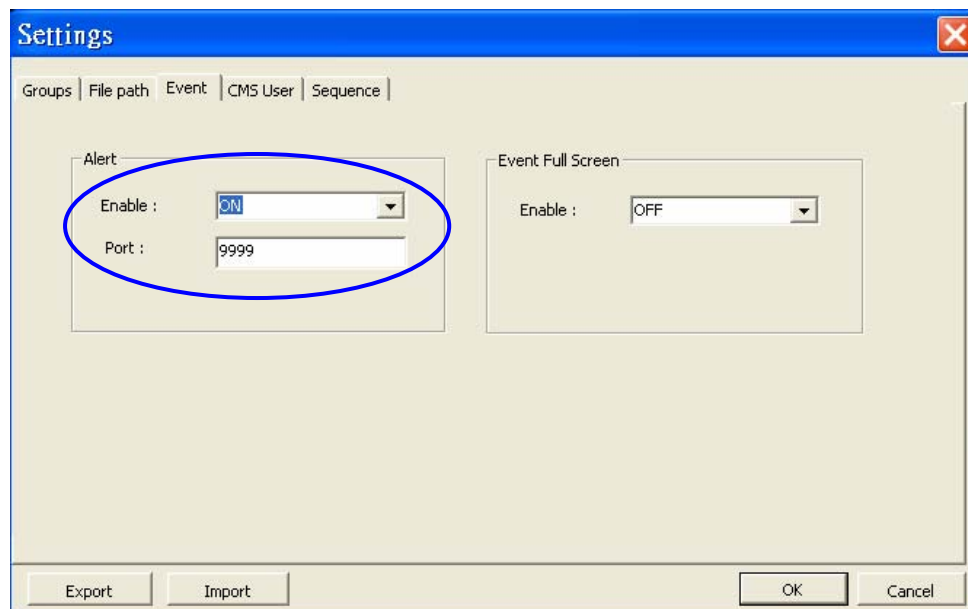 Settings
Groups File path Event CMS User Sequence
Alert
Enable : ON
Port : 9999
Event Full Screen
Enable : OFF
Export Import OK Cancel